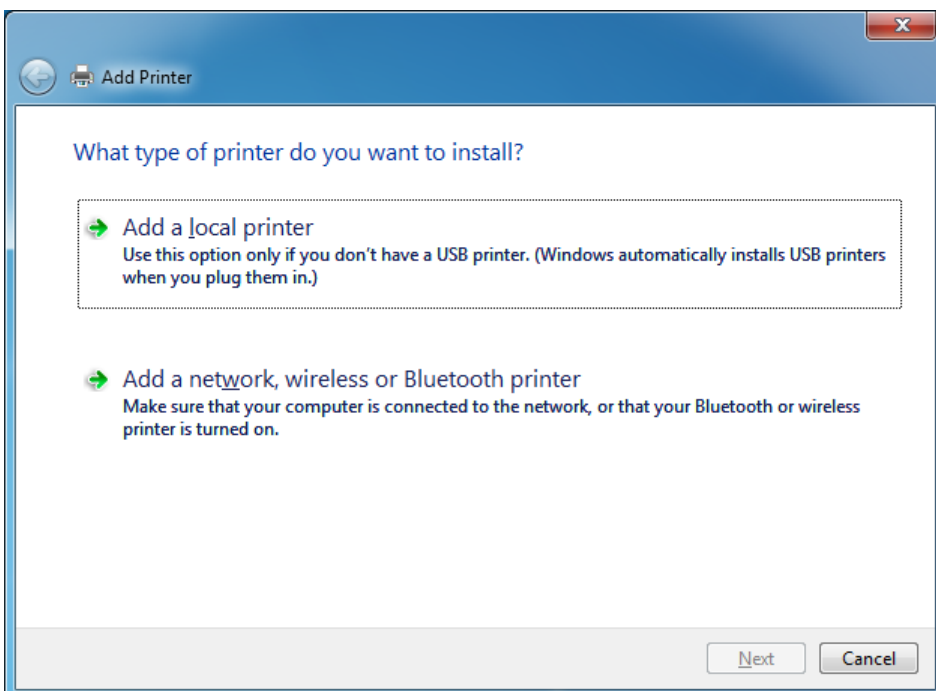 Add Printer
What type of printer do you want to install?
Add a local printer
Use this option only if you don't have a USB printer. (Windows automatically installs USB printers
when you plug them in.)
Add a network, wireless or Bluetooth printer
Make sure that your computer is connected to the network, or that your Bluetooth or wireless
printer is turned on.
Next
Cancel